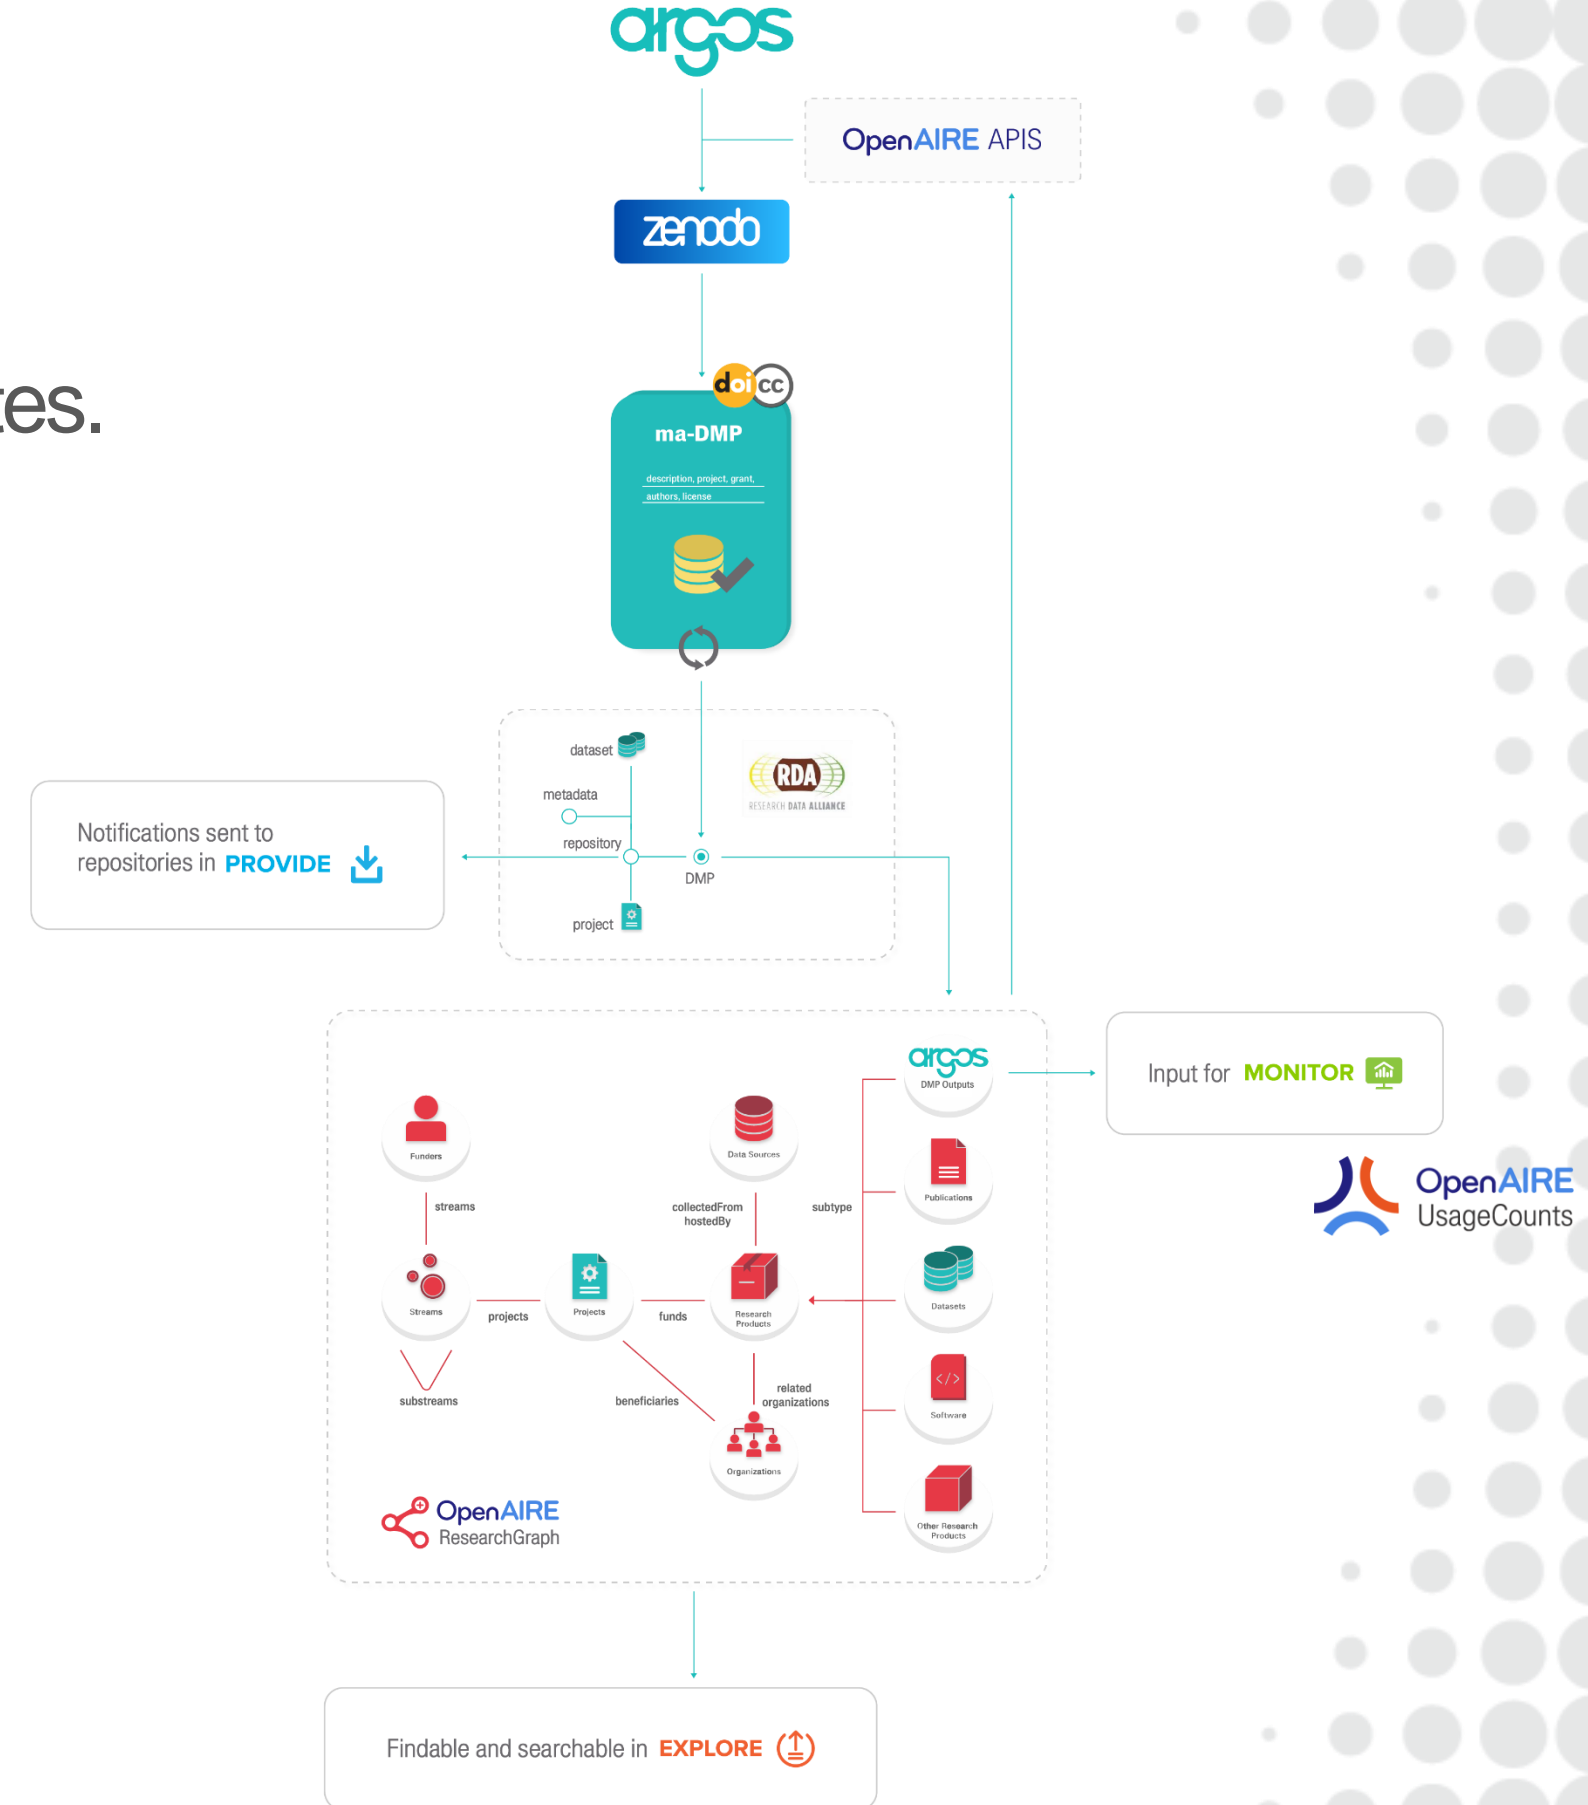 argos
OpenAIRE APIS
zenodo
tes.
doi cc
ma-DMP
description, project, grant,
authors, license
dataset
metadata
repository
DMP
project
RDA
RESEARCH DATA ALLIANCE
Notifications sent to
repositories in PROVIDE
argos
DMP Outputs
Input for MONITOR
Funders
Data Sources
Publications
OpenAIRE
UsageCounts
streams
collectedFrom
hostedBy
subtype
Streams
projects
Projects
funds
Research
Products
Datasets
substreams
beneficiaries
related
organizations
</>
Software
Organizations
Other Research
Products
OpenAIRE
ResearchGraph
Findable and searchable in EXPLORE